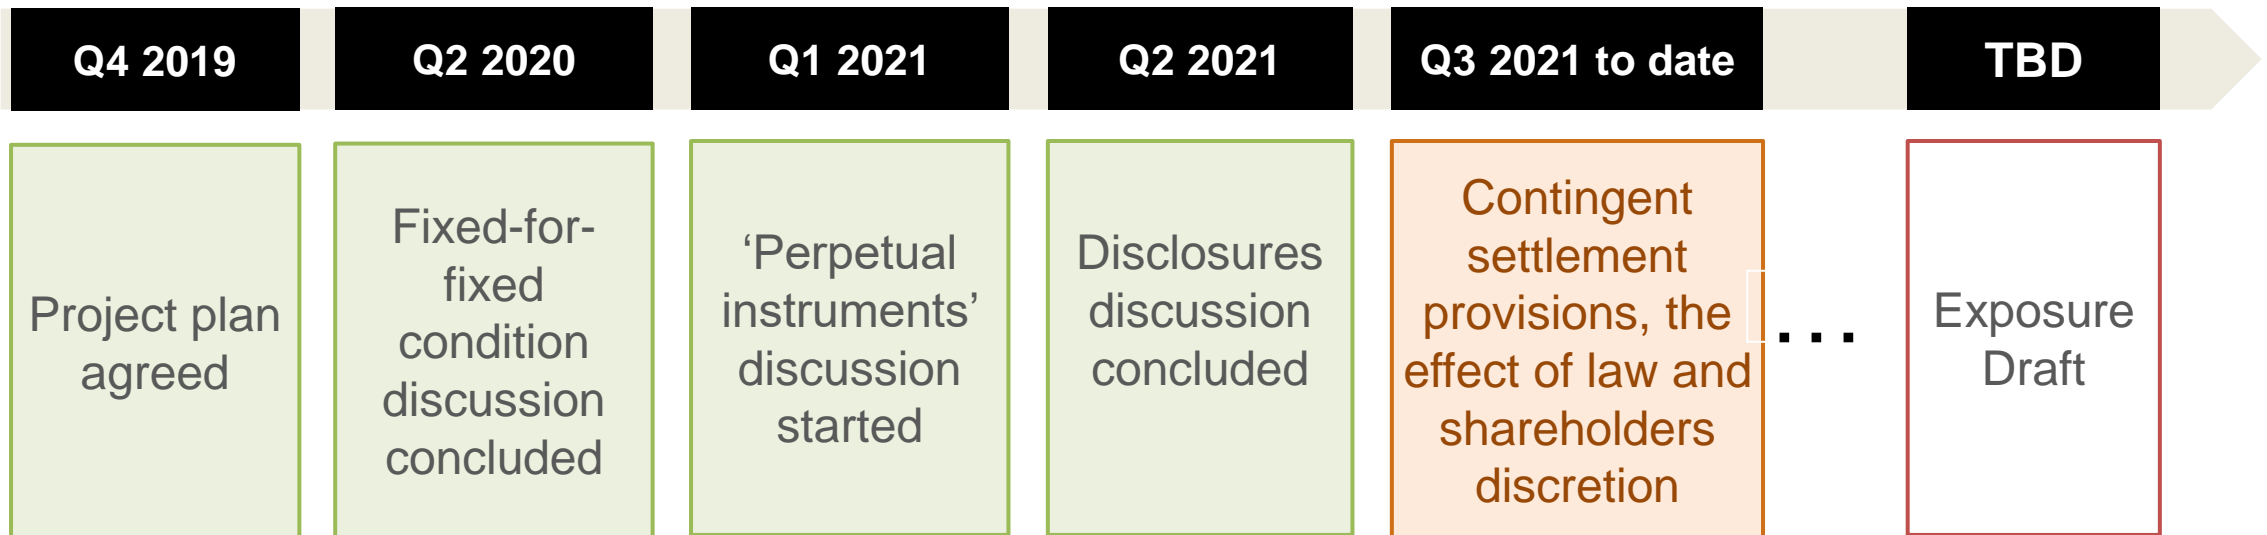 Q4 2019
Q2 2020
Q1 2021
Q2 2021
Q3 2021 to date
TBD
Project plan
agreed
Fixed-for-
fixed
condition
discussion
concluded
‘Perpetual
instruments’
discussion
started
Disclosures
discussion
concluded
Contingent
settlement
provisions, the
effect of law and
shareholders
discretion
...
Exposure
Draft